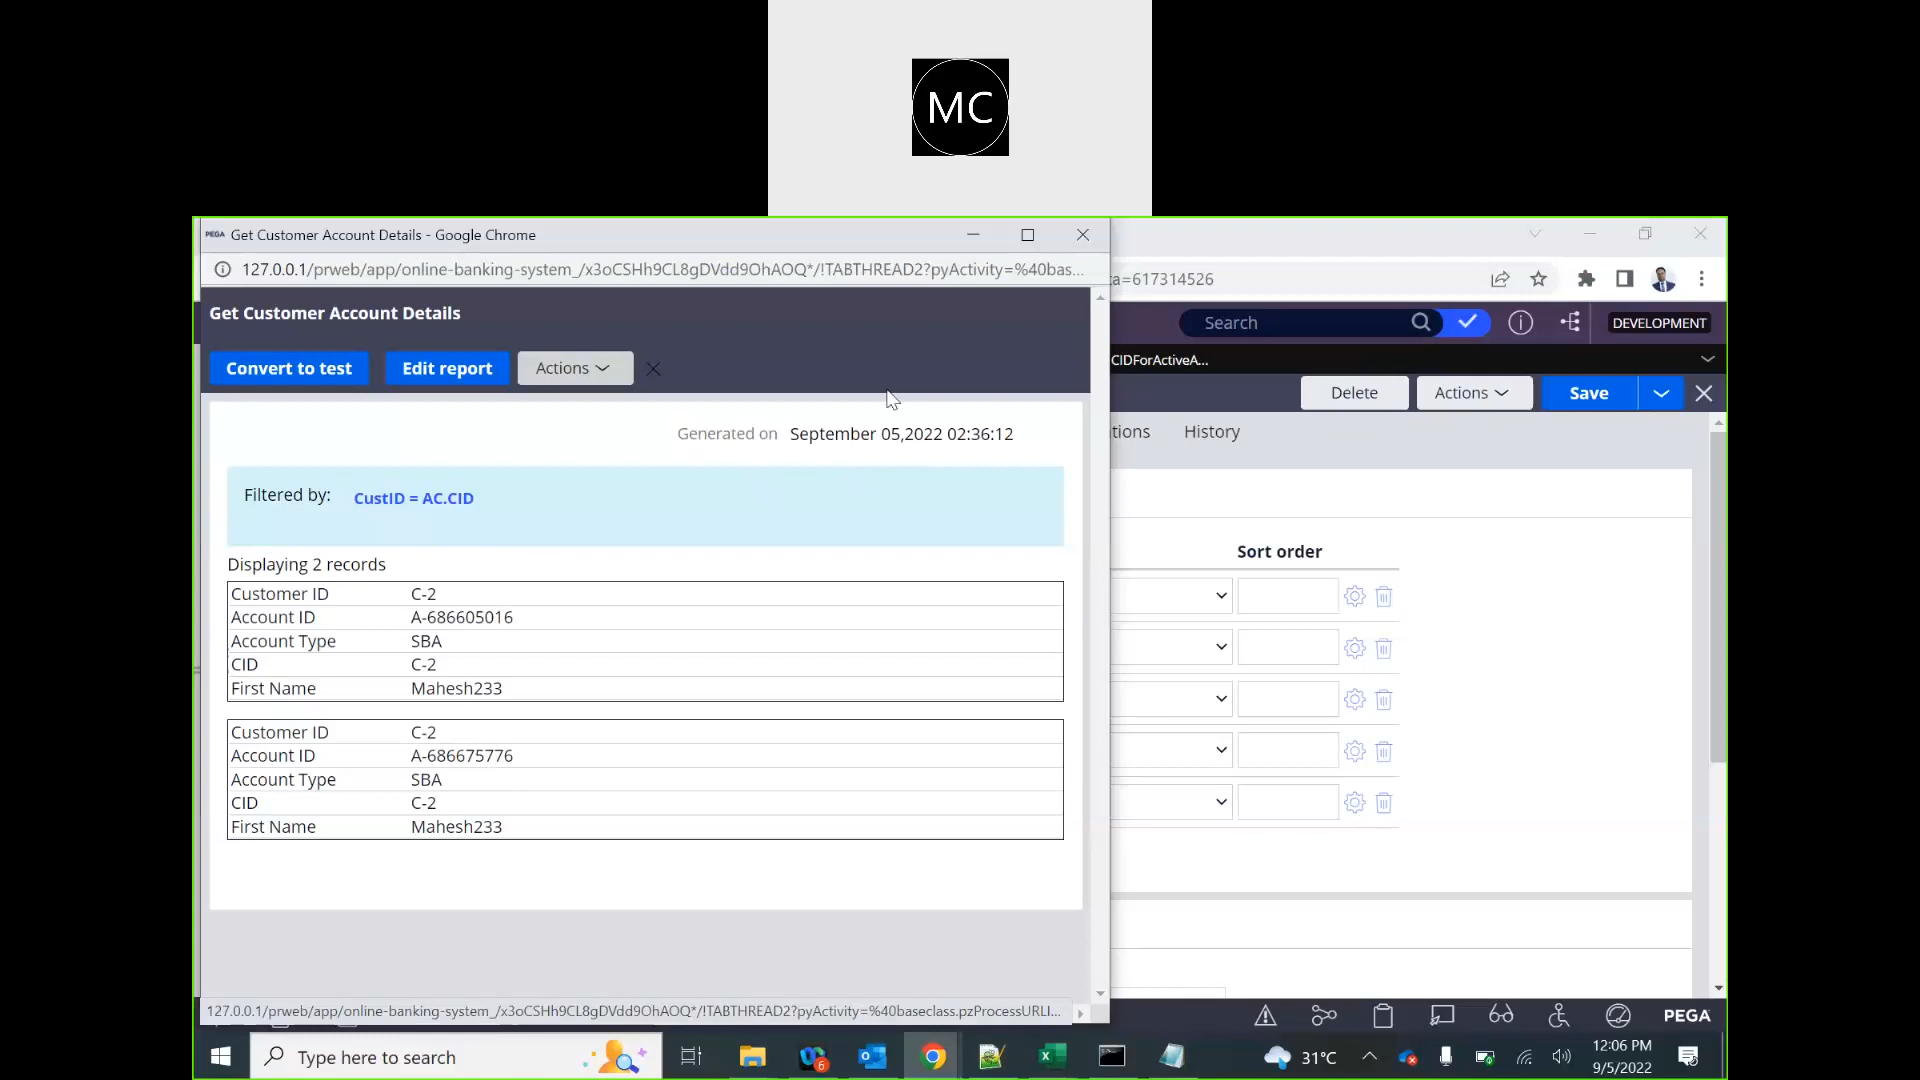 MC
PEGA Get Customer Account Details - Google Chrome
127.0.0.1/prweb/app/online-banking-system_/x3oCSHh9CL8gDVdd9OhAOQ*/!TABTHREAD2?pyActivity=%40bas...
a=617314526
Get Customer Account Details
Search
DEVELOPMENT
CIDForActiveA...
Convert to test
Edit report
Actions
Delete
Actions
Save
Generated on September 05,2022 02:36:12
tions
History
Filtered by: CustID = AC.CID
Sort order
Displaying 2 records
Customer ID C-2
Account ID A-686605016
Account Type SBA
CID C-2
First Name Mahesh233
Customer ID C-2
Account ID A-686675776
Account Type SBA
CID C-2
First Name Mahesh233
127.0.0.1/prweb/app/online-banking-system_/x3oCSHh9CL8gDVdd9OhAOQ*/!TABTHREAD2?pyActivity=%40baseclass.pzProcessURLI...
PEGA
Type here to search
6
31°C
12:06 PM
9/5/2022